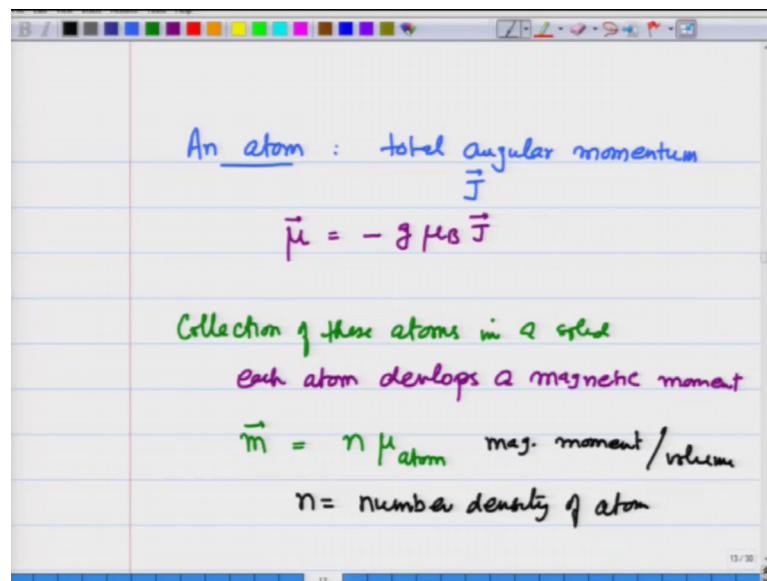 An atom : total angular momentum
J⃗
μ⃗ = - g μB J⃗
Collection of these atoms in a solid
each atom devlops a magnetic moment
m⃗ = n μatom mag. moment/volume
n = number density of atom
13/30
13